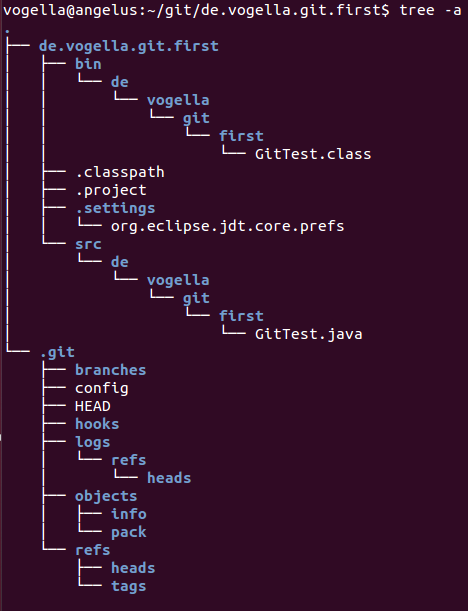 vogella@angelus:~/git/de.vogella.git.first$ tree -a
.
├── de.vogella.git.first
│   ├── bin
│   │   └── de
│   │       └── vogella
│   │           └── git
│   │               └── first
│   │                   └── GitTest.class
│   ├── .classpath
│   ├── .project
│   ├── .settings
│   │   └── org.eclipse.jdt.core.prefs
│   └── src
│       └── de
│           └── vogella
│               └── git
│                   └── first
│                       └── GitTest.java
└── .git
    ├── branches
    ├── config
    ├── HEAD
    ├── hooks
    ├── logs
    │   └── refs
    │       └── heads
    ├── objects
    │   ├── info
    │   └── pack
    └── refs
        ├── heads
        └── tags